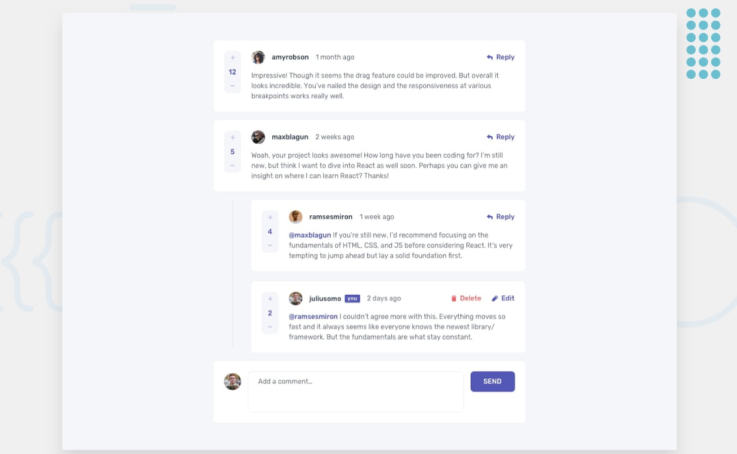 amyrobson 1 month ago Reply
12
Impressive! Though it seems the drag feature could be improved. But overall it
looks incredible. You've nailed the design and the responsiveness at various
breakpoints works really well.
maxblagun 2 weeks ago Reply
5
Woah, your project looks awesome! How long have you been coding for? I'm still
new, but think I want to dive into React as well soon. Perhaps you can give me an
insight on where I can learn React? Thanks!
ramsesmiron 1 week ago Reply
4
@maxblagun If you're still new, I'd recommend focusing on the
fundamentals of HTML, CSS, and JS before considering React. It's very
tempting to jump ahead but lay a solid foundation first.
juliusomo you 2 days ago Delete Edit
2
@ramsesmiron I couldn't agree more with this. Everything moves so
fast and it always seems like everyone knows the newest library/
framework. But the fundamentals are what stay constant.
Add a comment...
SEND